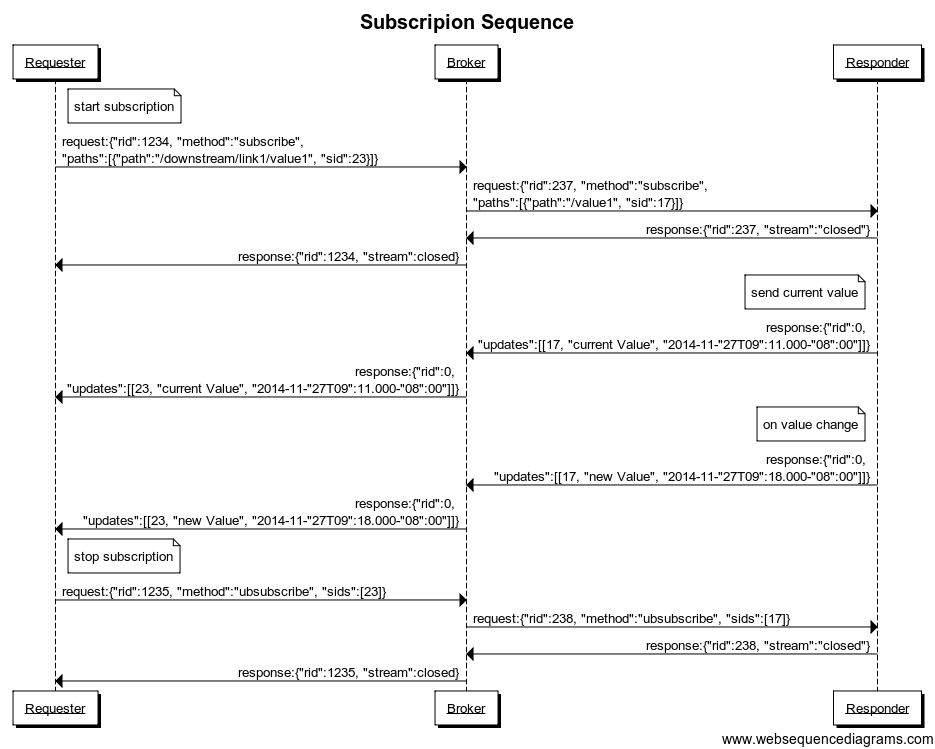 Subscripion Sequence
Requester
Broker
Responder
start subscription
request:{"rid":1234, "method":"subscribe",
"paths":[{"path":"/downstream/link1/value1", "sid":23}]}
request:{"rid":237, "method":"subscribe",
"paths":[{"path":"/value1", "sid":17}]}
response:{"rid":237, "stream":"closed"}
response:{"rid":1234, "stream":closed}
send current value
response:{"rid":0,
"updates":[[17, "current Value", "2014-11-"27T09":11.000-"08":00"]]}
response:{"rid":0,
"updates":[[23, "current Value", "2014-11-"27T09":11.000-"08":00"]]}
on value change
response:{"rid":0,
"updates":[[17, "new Value", "2014-11-"27T09":18.000-"08":00"]]}
response:{"rid":0,
"updates":[[23, "new Value", "2014-11-"27T09":18.000-"08":00"]]}
stop subscription
request:{"rid":1235, "method":"ubsubscribe", "sids":[23]}
request:{"rid":238, "method":"ubsubscribe", "sids":[17]}
response:{"rid":238, "stream":"closed"}
response:{"rid":1235, "stream":closed}
Requester
Broker
Responder
www.websequencediagrams.com